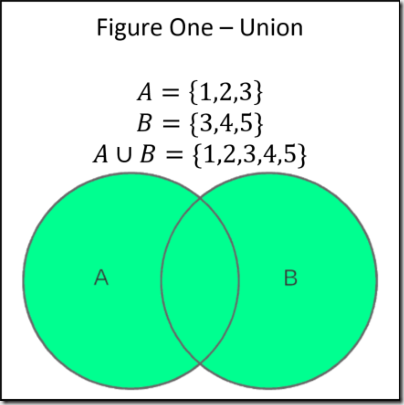 Figure One – Union
A = {1,2,3}
B = {3,4,5}
A ∪ B = {1,2,3,4,5}
A B